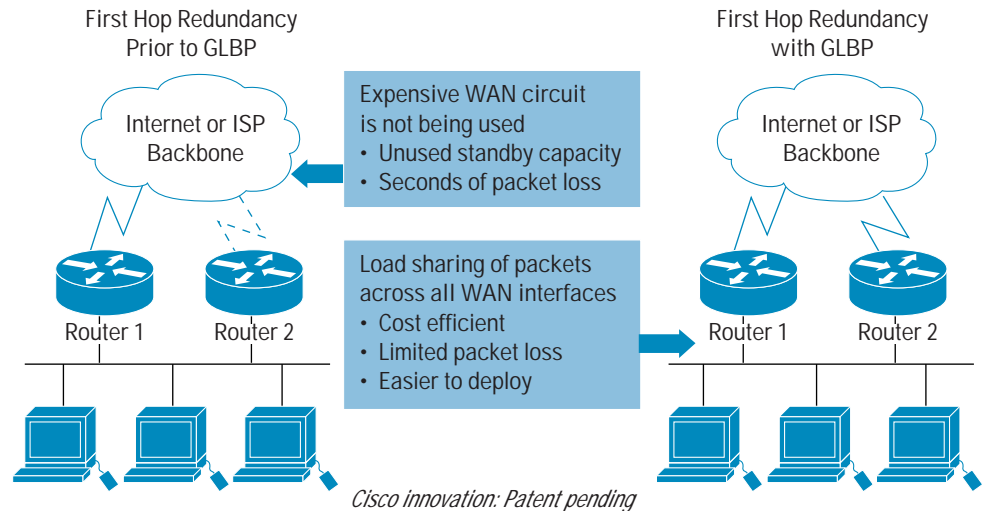 First Hop Redundancy
Prior to GLBP
Internet or ISP
Backbone
Router 1
Router 2
Expensive WAN circuit
is not being used
• Unused standby capacity
• Seconds of packet loss
Load sharing of packets
across all WAN interfaces
• Cost efficient
• Limited packet loss
• Easier to deploy
First Hop Redundancy
with GLBP
Internet or ISP
Backbone
Router 1
Router 2
Cisco innovation: Patent pending